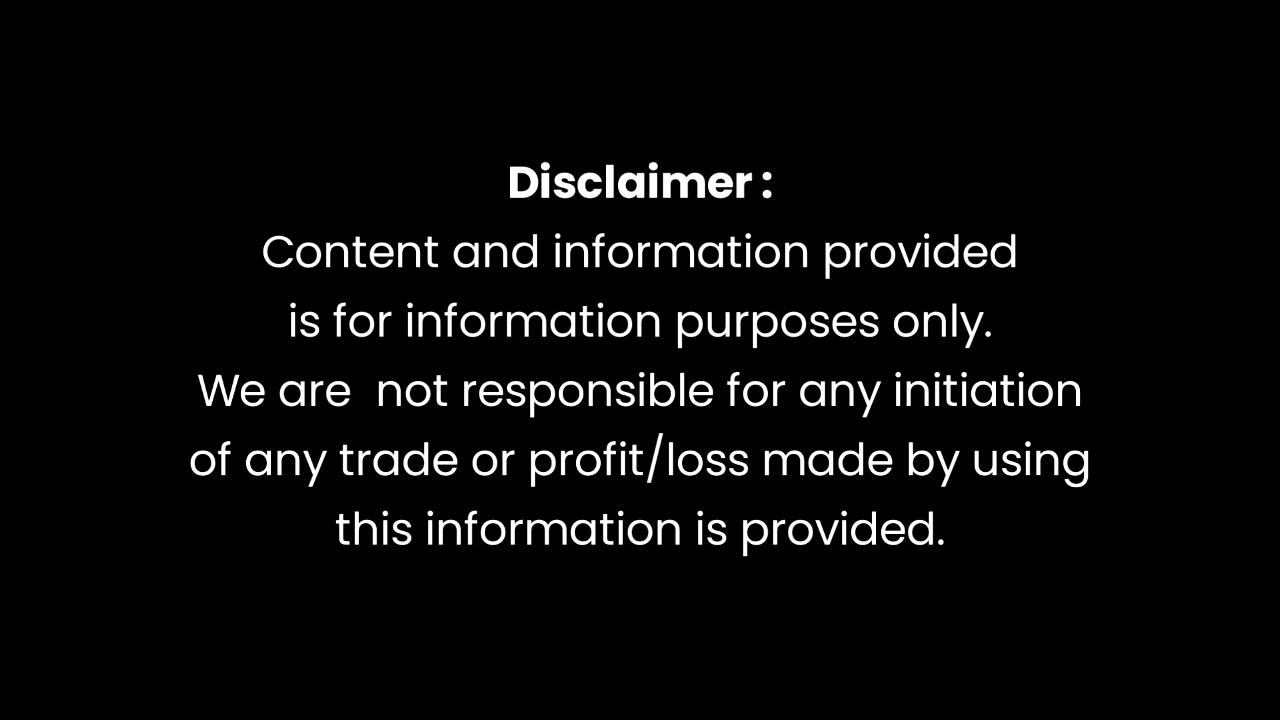 Disclaimer :
Content and information provided
is for information purposes only.
We are  not responsible for any initiation
of any trade or profit/loss made by using
this information is provided.